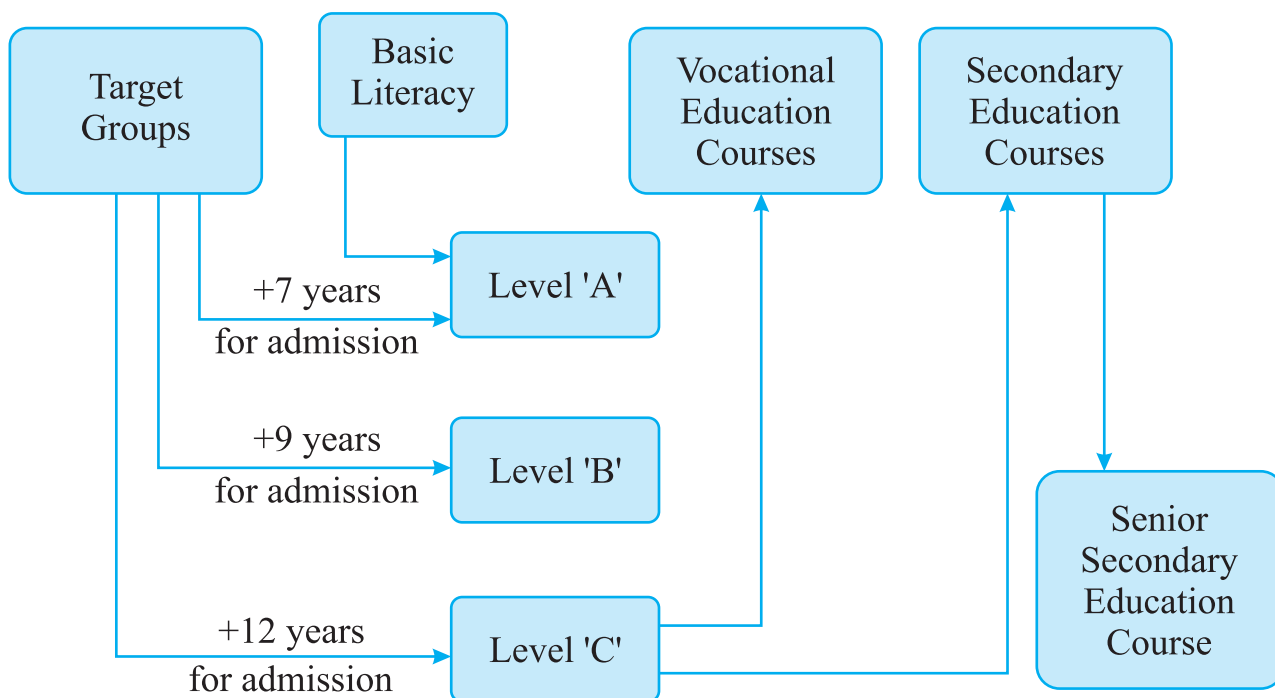 Target
Groups
Basic
Literacy
Vocational
Education
Courses
Secondary
Education
Courses
+7 years
for admission
Level 'A'
+9 years
for admission
Level 'B'
+12 years
for admission
Level 'C'
Senior
Secondary
Education
Course